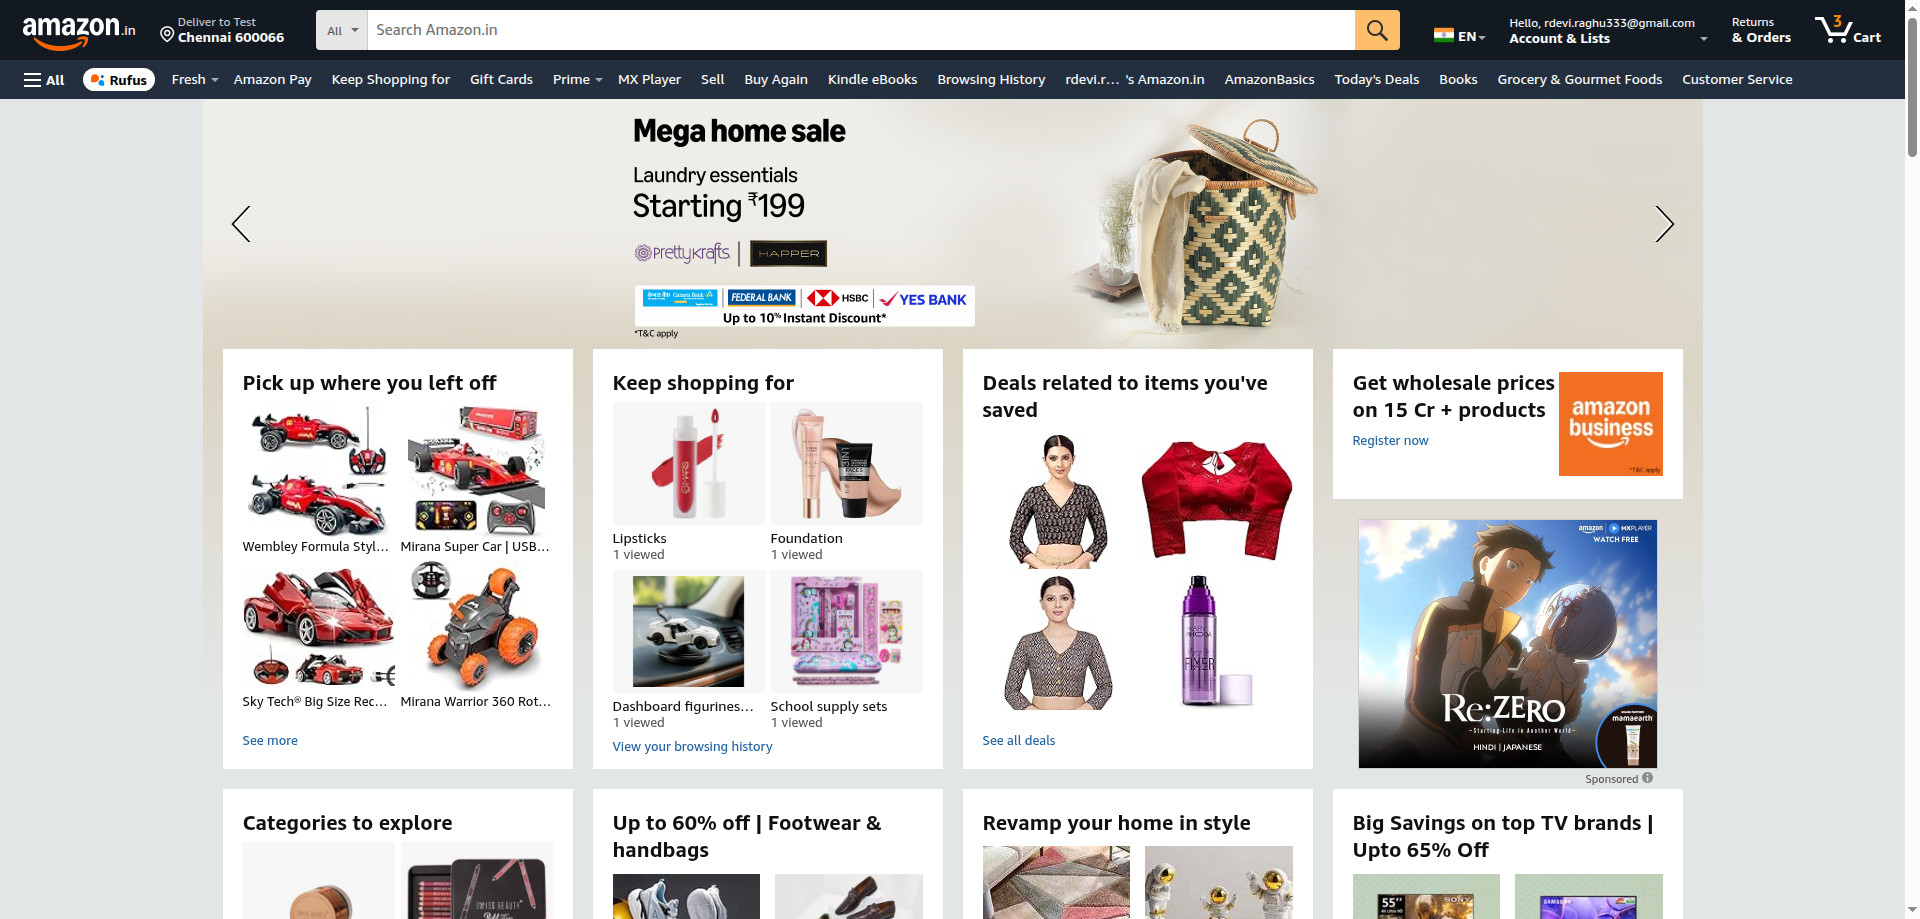 amazon.in
Deliver to Test
Chennai 600066
All
Search Amazon.in
EN
Hello, rdevi.raghu333@gmail.com
Account & Lists
Returns
& Orders
3
Cart
All
Rufus
Fresh
Amazon Pay
Keep Shopping for
Gift Cards
Prime
MX Player
Sell
Buy Again
Kindle eBooks
Browsing History
rdevi.r... 's Amazon.in
AmazonBasics
Today's Deals
Books
Grocery & Gourmet Foods
Customer Service
Mega home sale
Laundry essentials
Starting ₹199
Prettykrafts
HAPPER
Canara Bank
FEDERAL BANK
HSBC
YES BANK
Up to 10% Instant Discount*
*T&C apply
Pick up where you left off
Wembley Formula Styl...
Mirana Super Car | USB...
Sky Tech® Big Size Rec...
Mirana Warrior 360 Rot...
See more
Keep shopping for
Lipsticks
1 viewed
Foundation
1 viewed
Dashboard figurines...
1 viewed
School supply sets
1 viewed
View your browsing history
Deals related to items you've
saved
FIXER
See all deals
Get wholesale prices
on 15 Cr + products
Register now
amazon
business
*T&C apply
amazon | MXPLAYER
WATCH FREE
Re:ZERO
~Starting Life in Another World~
HINDI | JAPANESE
mamaearth
Sponsored
Categories to explore
SWISS BEAUTY
Up to 60% off | Footwear &
handbags
Revamp your home in style
Big Savings on top TV brands |
Upto 65% Off
55"
SONY
SAMSUNG